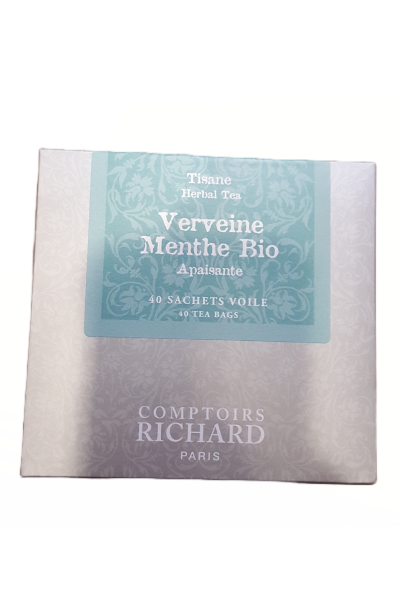 Tisane
Herbal Tea
Verveine
Menthe Bio
Apaisante
40 SACHETS VOILE
40 TEA BAGS
COMPTOIRS
RICHARD
PARIS